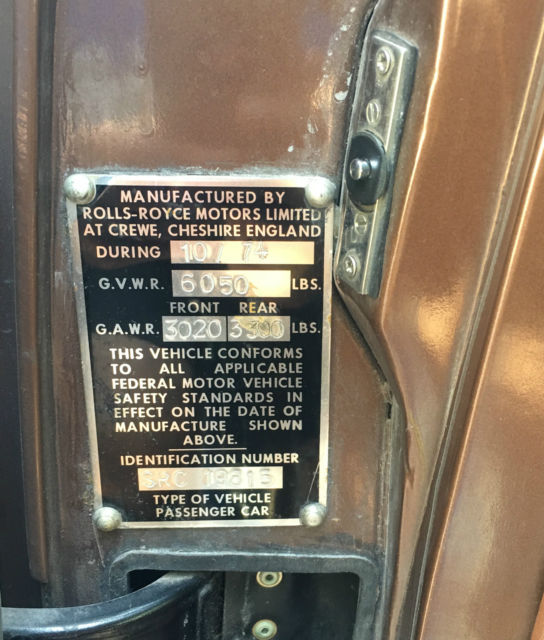 MANUFACTURED BY
ROLLS-ROYCE MOTORS LIMITED
AT CREWE, CHESHIRE ENGLAND
DURING 10/74
G.V.W.R. 6050 LBS.
FRONT REAR
G.A.W.R. 3020 LBS.
THIS VEHICLE CONFORMS
TO ALL APPLICABLE
FEDERAL MOTOR VEHICLE
SAFETY STANDARDS IN
EFFECT ON THE DATE OF
MANUFACTURE SHOWN
ABOVE.
IDENTIFICATION NUMBER
TYPE OF VEHICLE
PASSENGER CAR